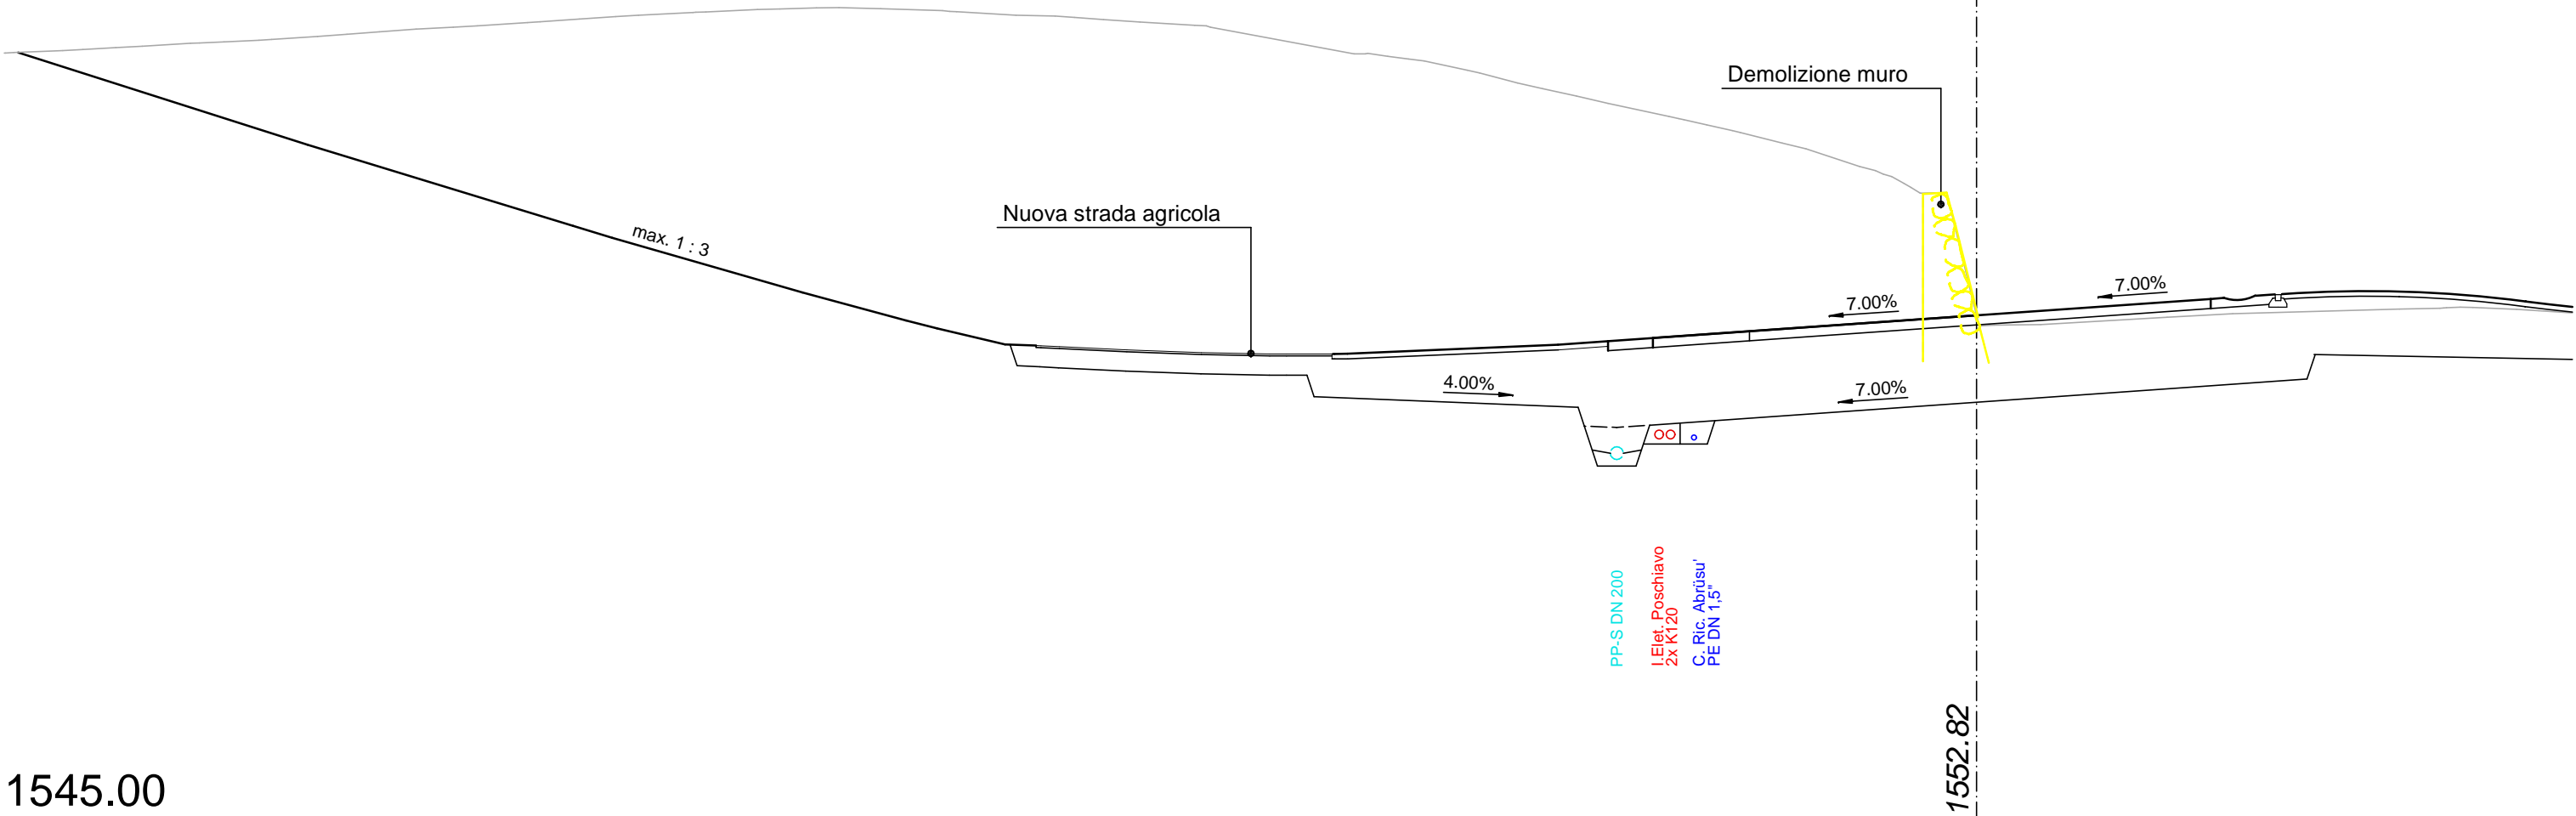 Demolizione muro
Nuova strada agricola
max. 1 : 3
7.00%
7.00%
4.00%
7.00%
PP-S DN 200
I.Elet. Poschiavo
2x K120
C. Ric. Abrüsu'
PE DN 1,5"
1552.82
1545.00